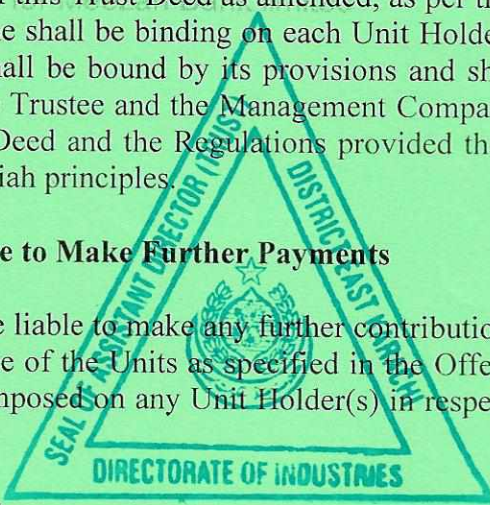 this Trust Deed as amended, as per
e shall be binding on each Unit Holde
all be bound by its provisions and sh
Trustee and the Management Compa
Deed and the Regulations provided th
iah principles.
e to Make Further Payments
e liable to make any further contributio
e of the Units as specified in the Offe
nposed on any Unit Holder(s) in respe
SEAL OF ASSISTANT DIRECTOR (TRUST)
DISTRICT EAST KARACHI
DIRECTORATE OF INDUSTRIES